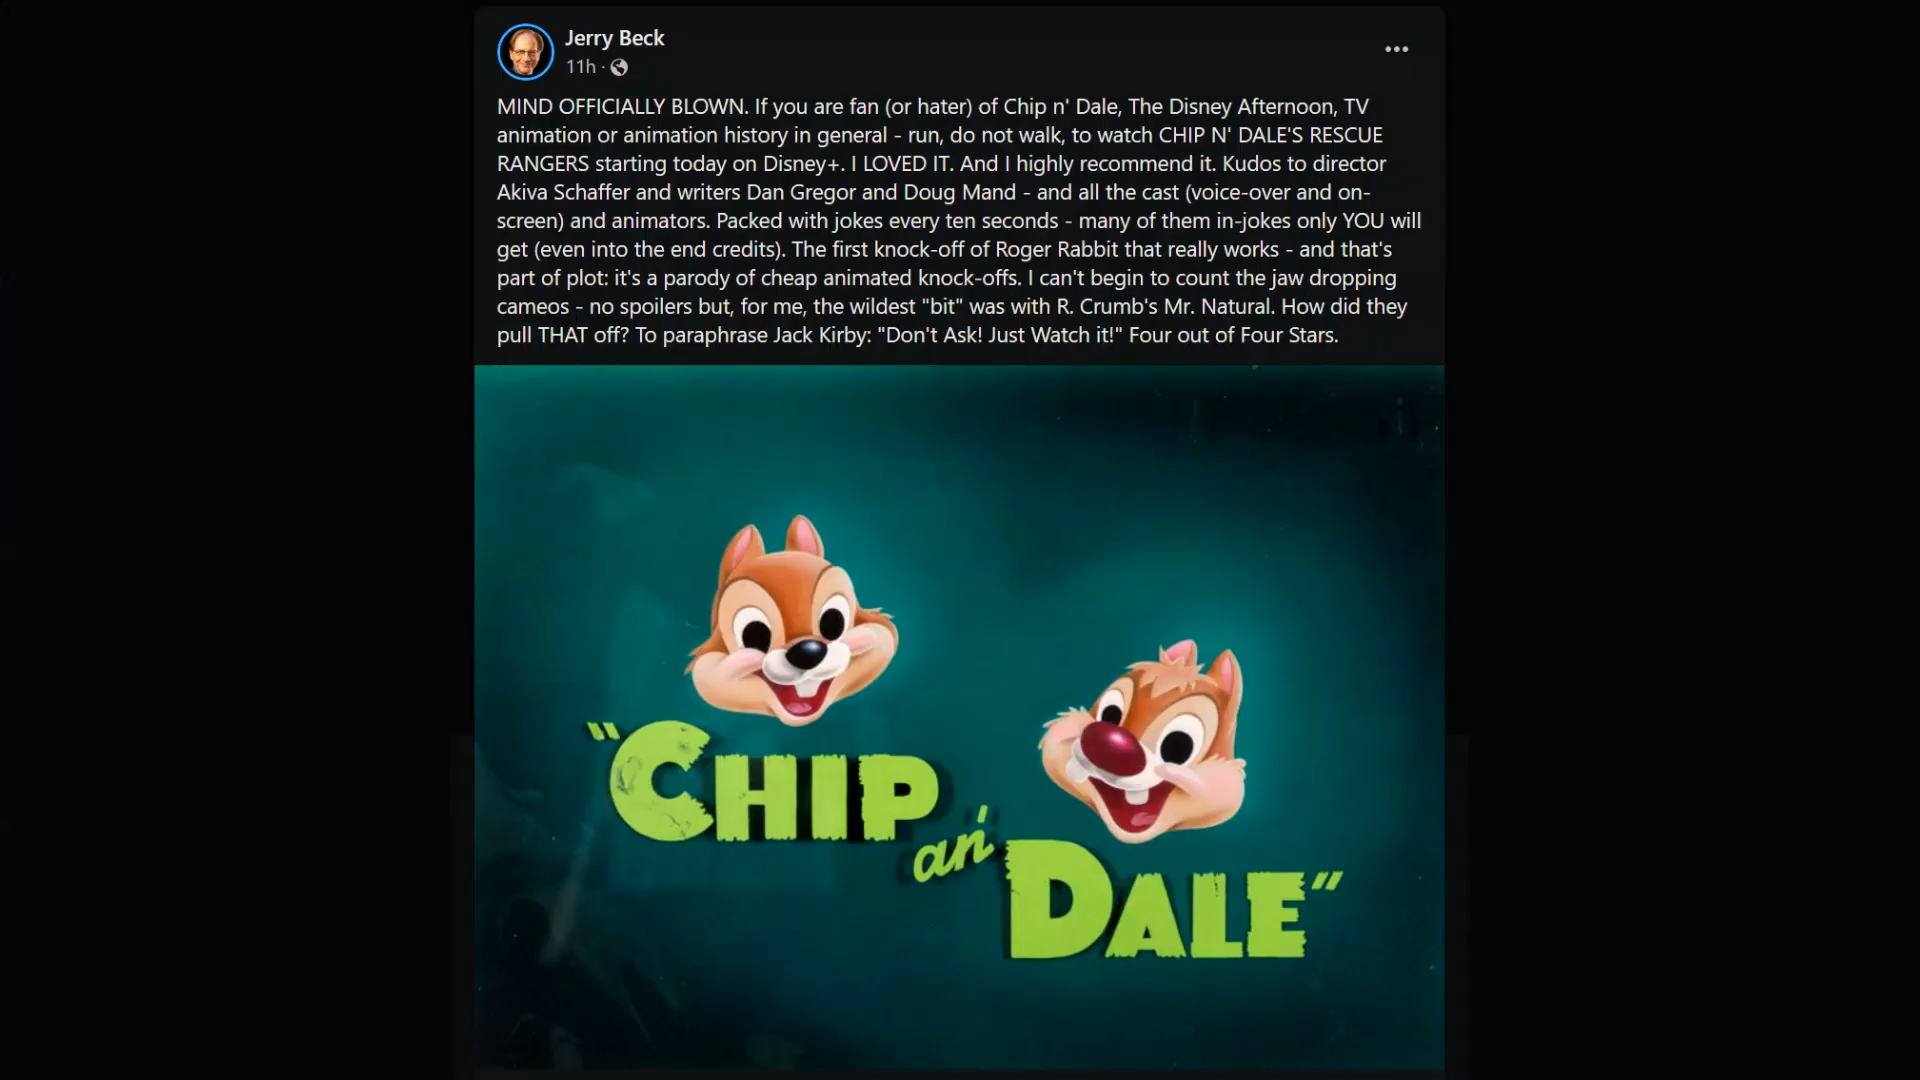 Jerry Beck
11h ·
MIND OFFICIALLY BLOWN. If you are fan (or hater) of Chip n' Dale, The Disney Afternoon, TV
animation or animation history in general - run, do not walk, to watch CHIP N' DALE'S RESCUE
RANGERS starting today on Disney+. I LOVED IT. And I highly recommend it. Kudos to director
Akiva Schaffer and writers Dan Gregor and Doug Mand - and all the cast (voice-over and on-
screen) and animators. Packed with jokes every ten seconds - many of them in-jokes only YOU will
get (even into the end credits). The first knock-off of Roger Rabbit that really works - and that's
part of plot: it's a parody of cheap animated knock-offs. I can't begin to count the jaw dropping
cameos - no spoilers but, for me, the wildest "bit" was with R. Crumb's Mr. Natural. How did they
pull THAT off? To paraphrase Jack Kirby: "Don't Ask! Just Watch it!" Four out of Four Stars.
"CHIP
an'
DALE"